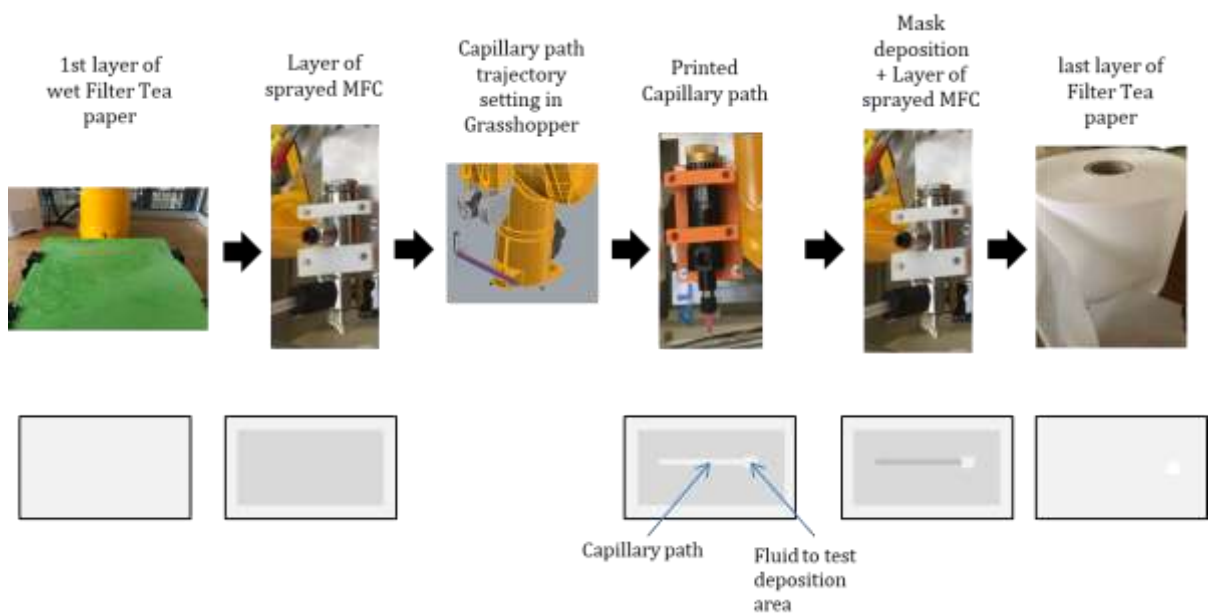 1st layer of
wet Filter Tea
paper
Layer of
sprayed MFC
Capillary path
trajectory
setting in
Grasshopper
Printed
Capillary path
Mask
deposition
+ Layer of
sprayed MFC
last layer of
Filter Tea
paper
Capillary path
Fluid to test
deposition
area